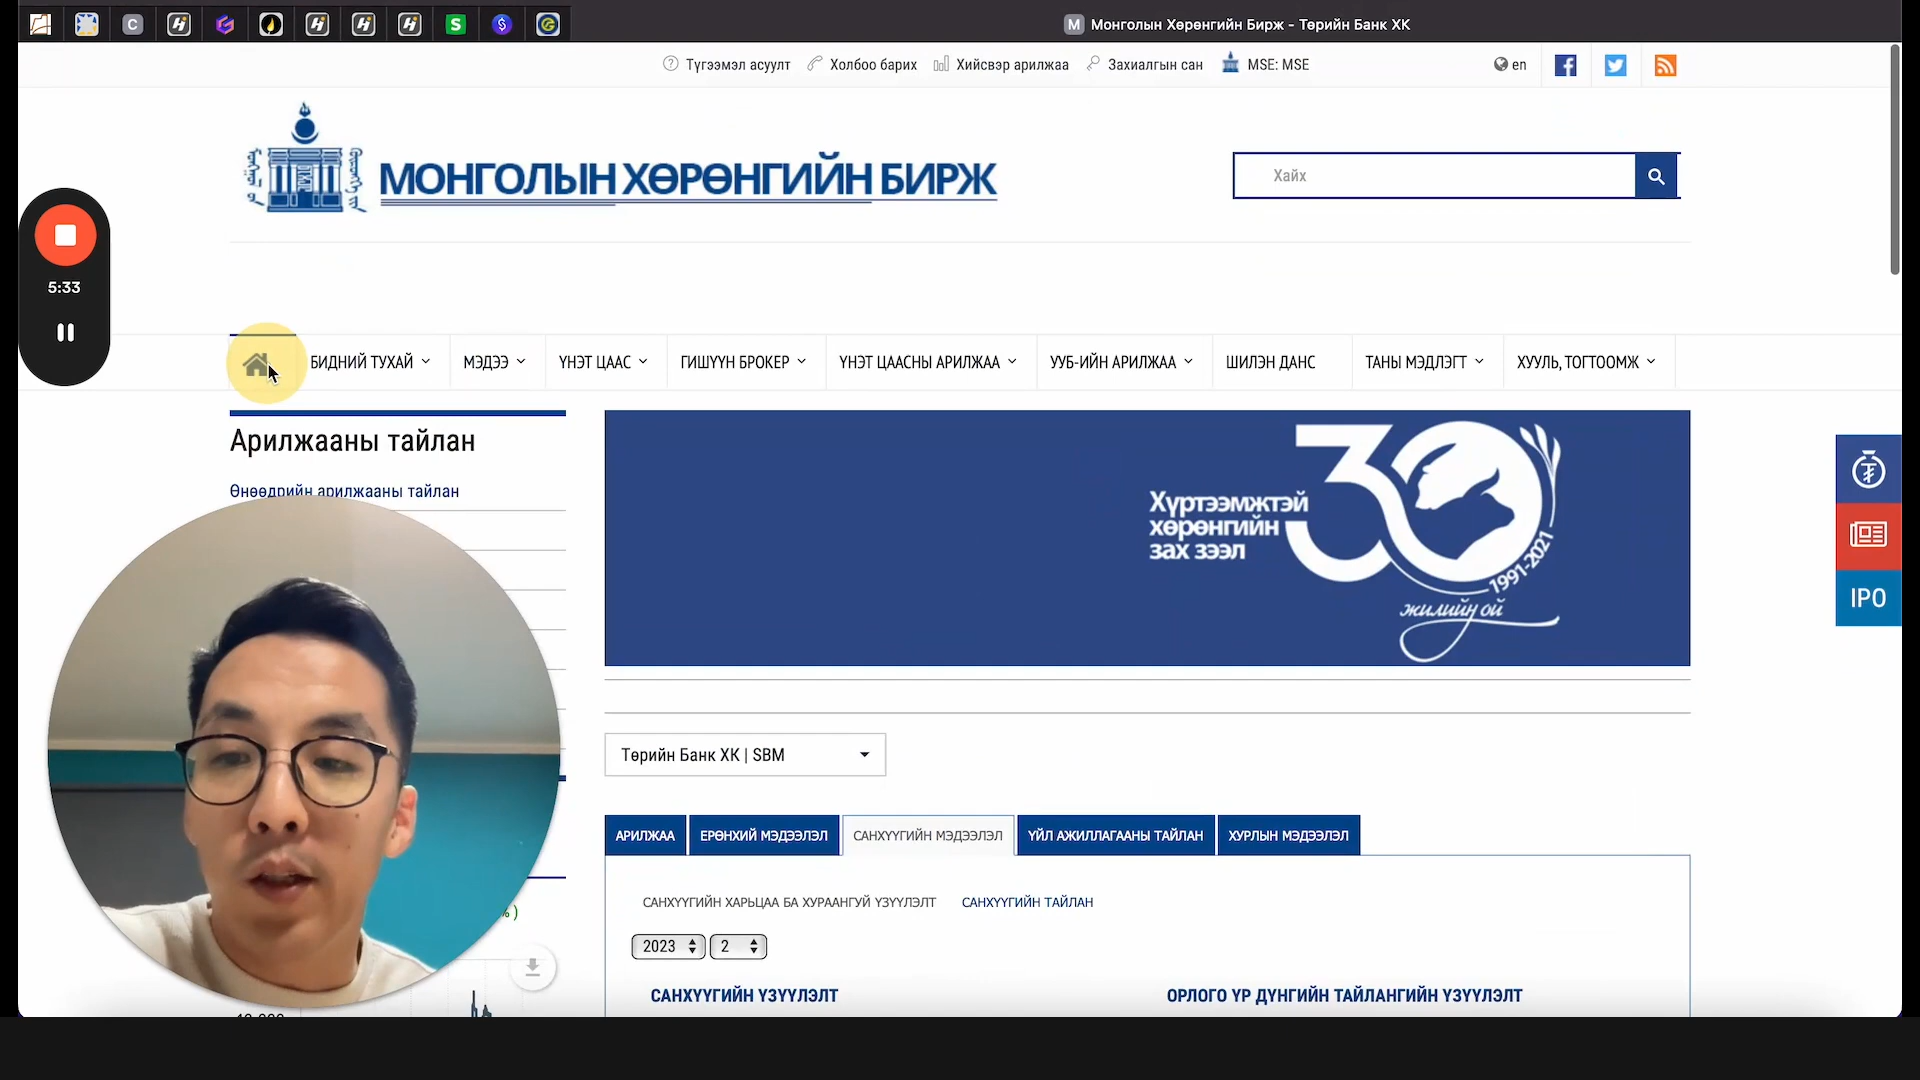 C
S
$
G
M Монголын Хөрөнгийн Бирж - Төрийн Банк ХК
Түгээмэл асуулт
Холбоо барих
Хийсвэр арилжаа
Захиалгын сан
MSE: MSE
en
МОНГОЛЫН ХӨРӨНГИЙН БИРЖ
Хайх
5:33
БИДНИЙ ТУХАЙ
МЭДЭЭ
ҮНЭТ ЦААС
ГИШҮҮН БРОКЕР
ҮНЭТ ЦААСНЫ АРИЛЖАА
УУБ-ИЙН АРИЛЖАА
ШИЛЭН ДАНС
ТАНЫ МЭДЛЭГТ
ХУУЛЬ, ТОГТООМЖ
Арилжааны тайлан
Өнөөдрийн арилжааны тайлан
Хүртээмжтэй
хөрөнгийн
зах зээл
30
1991-2021
жилийн ой
IPO
Төрийн Банк ХК | SBM
АРИЛЖАА
ЕРӨНХИЙ МЭДЭЭЛЭЛ
САНХҮҮГИЙН МЭДЭЭЛЭЛ
ҮЙЛ АЖИЛЛАГААНЫ ТАЙЛАН
ХУРЛЫН МЭДЭЭЛЭЛ
САНХҮҮГИЙН ХАРЬЦАА БА ХУРААНГУЙ ҮЗҮҮЛЭЛТ
САНХҮҮГИЙН ТАЙЛАН
2023
2
% )
САНХҮҮГИЙН ҮЗҮҮЛЭЛТ
ОРЛОГО ҮР ДҮНГИЙН ТАЙЛАНГИЙН ҮЗҮҮЛЭЛТ